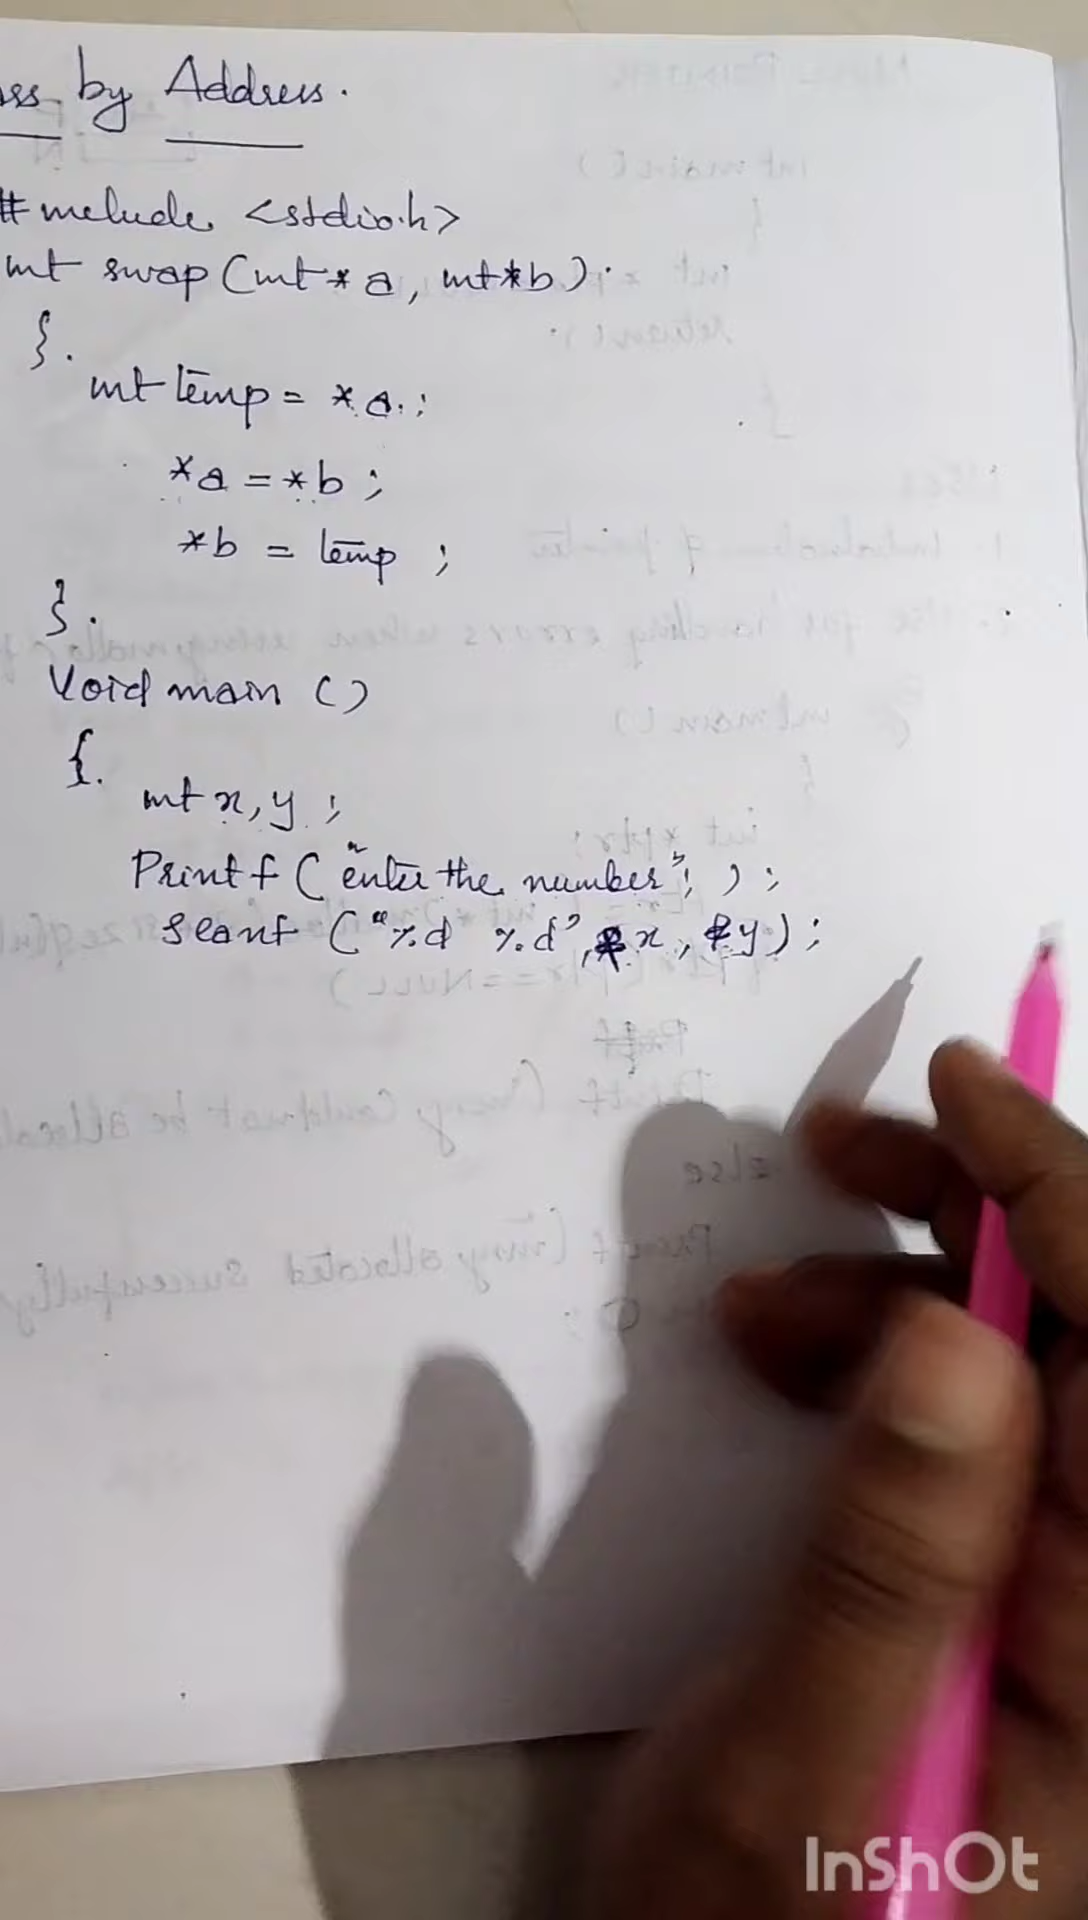 ss by Address.
#include <stdio.h>
int swap (int * a, int *b)
}.
int temp = *a.;
*a = *b ;
*b = temp ;
}.
void main ()
{.
int x, y ;
Printf ( "enter the number" ; ) ;
Scanf ("%d %d", &x, &y) ;
InShOt